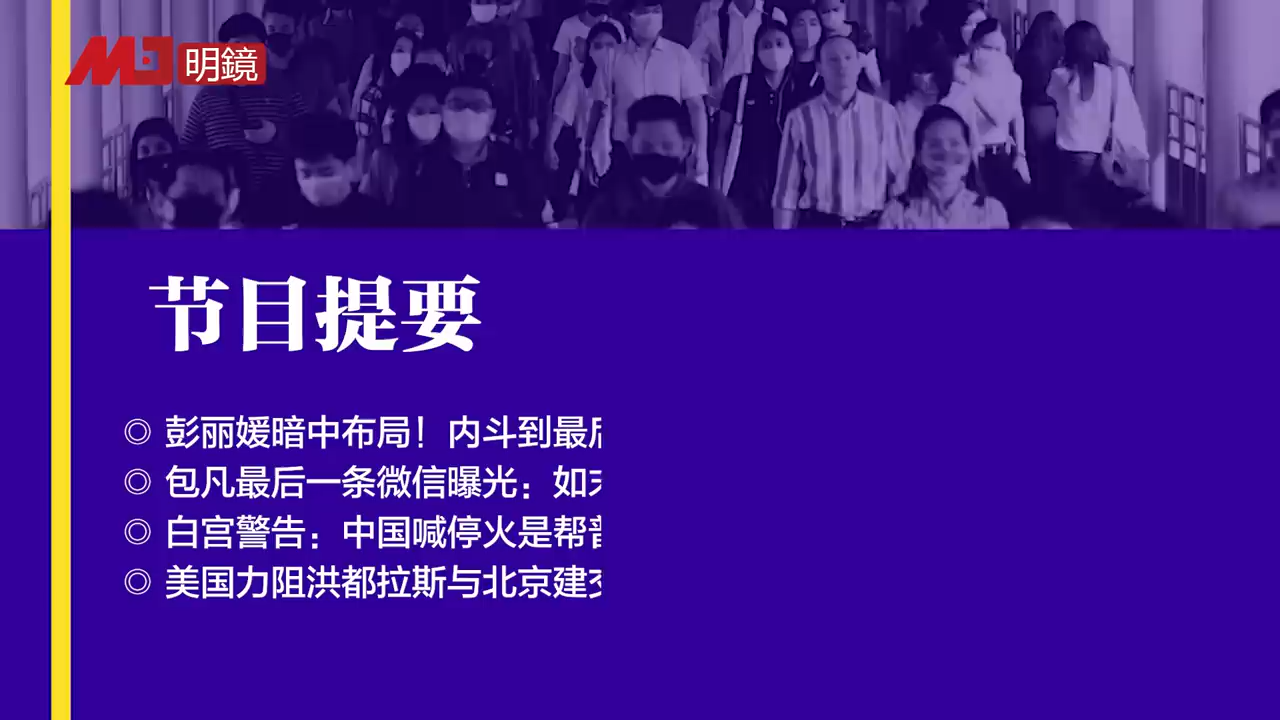 明鏡
节目提要
◎ 彭丽媛暗中布局！内斗到最
◎ 包凡最后一条微信曝光：如
◎ 白宫警告：中国喊停火是帮
◎ 美国力阻洪都拉斯与北京建